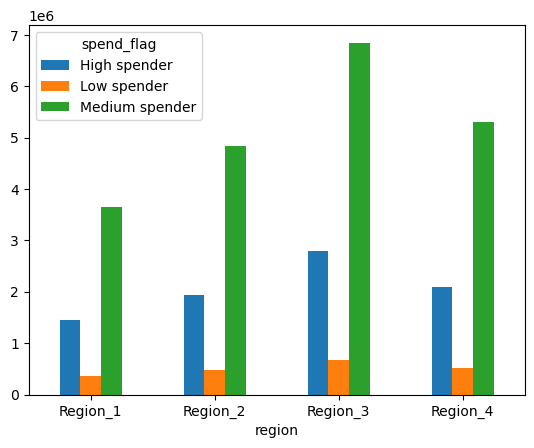 1e6
7
6
5
4
3
2
1
0
spend_flag
High spender
Low spender
Medium spender
Region_1 Region_2 Region_3 Region_4
region